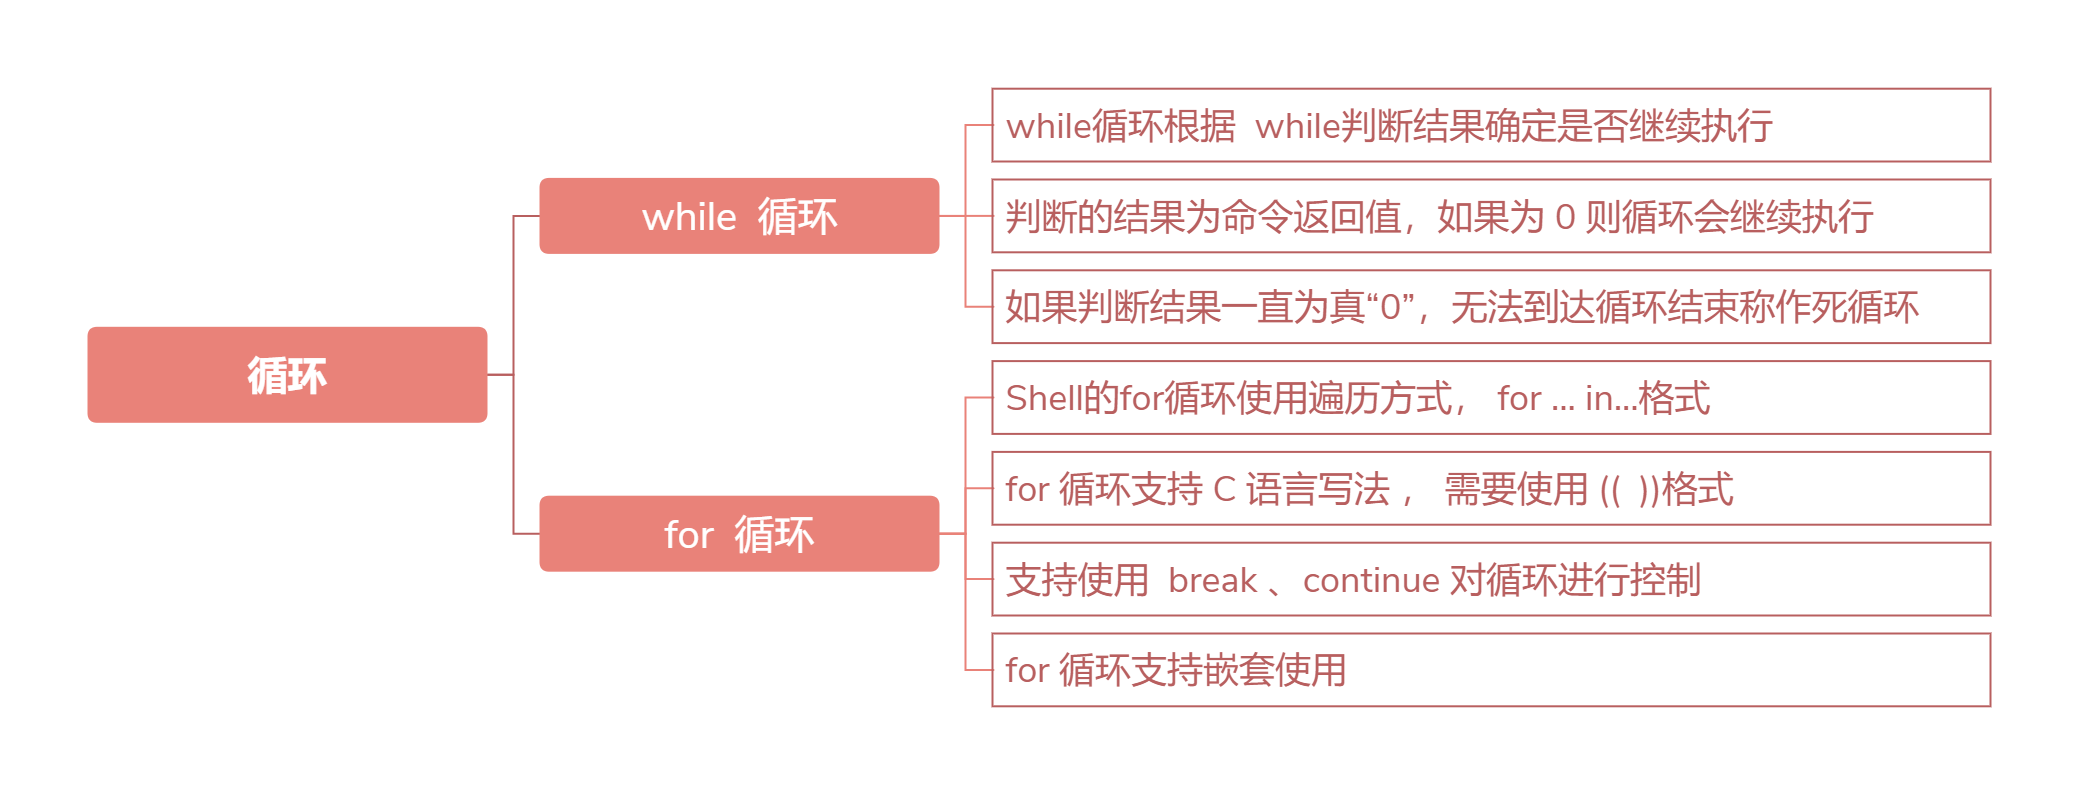 循环
while 循环
while循环根据 while判断结果确定是否继续执行
判断的结果为命令返回值，如果为 0 则循环会继续执行
如果判断结果一直为真“0”，无法到达循环结束称作死循环
for 循环
Shell的for循环使用遍历方式， for ... in...格式
for 循环支持 C 语言写法 ， 需要使用 (( ))格式
支持使用 break 、continue 对循环进行控制
for 循环支持嵌套使用